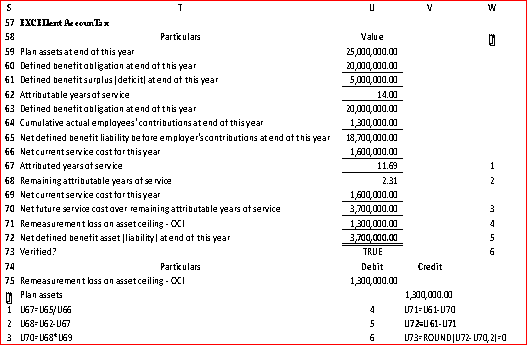 S T U V W
57 EXCELlent AccounTax
58 Particulars Value
59 Plan assets at end of this year 25,000,000.00
60 Defined benefit obligation at end of this year 20,000,000.00
61 Defined benefit surplus (deficit) at end of this year 5,000,000.00
62 Attributable years of service 14.00
63 Defined benefit obligation at end of this year 20,000,000.00
64 Cumulative actual employees' contributions at end of this year 1,300,000.00
65 Net defined benefit liability before employer's contributions at end of this year 18,700,000.00
66 Net current service cost for this year 1,600,000.00
67 Attributed years of service 11.69 1
68 Remaining attributable years of service 2.31 2
69 Net current service cost for this year 1,600,000.00
70 Net future service cost over remaining attributable years of service 3,700,000.00 3
71 Remeasurement loss on asset ceiling - OCI 1,300,000.00 4
72 Net defined benefit asset (liability) at end of this year 3,700,000.00 5
73 Verified? TRUE 6
74 Particulars Debit Credit
75 Remeasurement loss on asset ceiling - OCI 1,300,000.00
Plan assets 1,300,000.00
1 U67=U65/U66 4 U71=U61-U70
2 U68=U62-U67 5 U72=U61-U71
3 U70=U68*U69 6 U73=ROUND(U72-U70,2)=0